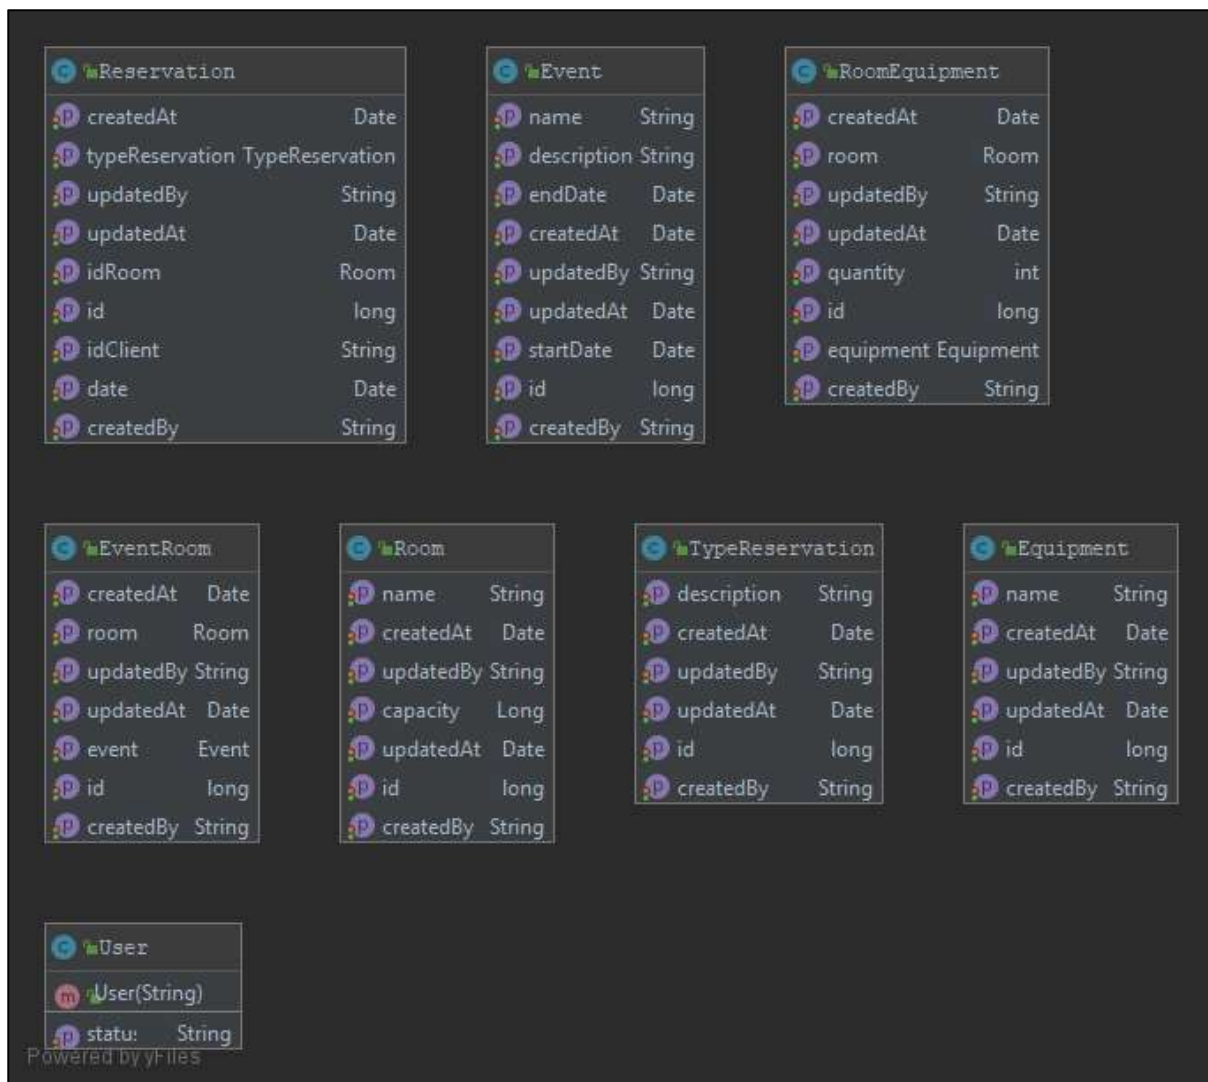 Reservation
createdAt Date
typeReservation TypeReservation
updatedBy String
updatedAt Date
idRoom Room
id long
idClient String
date Date
createdBy String
Event
name String
description String
endDate Date
createdAt Date
updatedBy String
updatedAt Date
startDate Date
id long
createdBy String
RoomEquipment
createdAt Date
room Room
updatedBy String
updatedAt Date
quantity int
id long
equipment Equipment
createdBy String
EventRoom
createdAt Date
room Room
updatedBy String
updatedAt Date
event Event
id long
createdBy String
Room
name String
createdAt Date
updatedBy String
capacity Long
updatedAt Date
id long
createdBy String
TypeReservation
description String
createdAt Date
updatedBy String
updatedAt Date
id long
createdBy String
Equipment
name String
createdAt Date
updatedBy String
updatedAt Date
id long
createdBy String
User
User(String)
String
Powered by yFiles